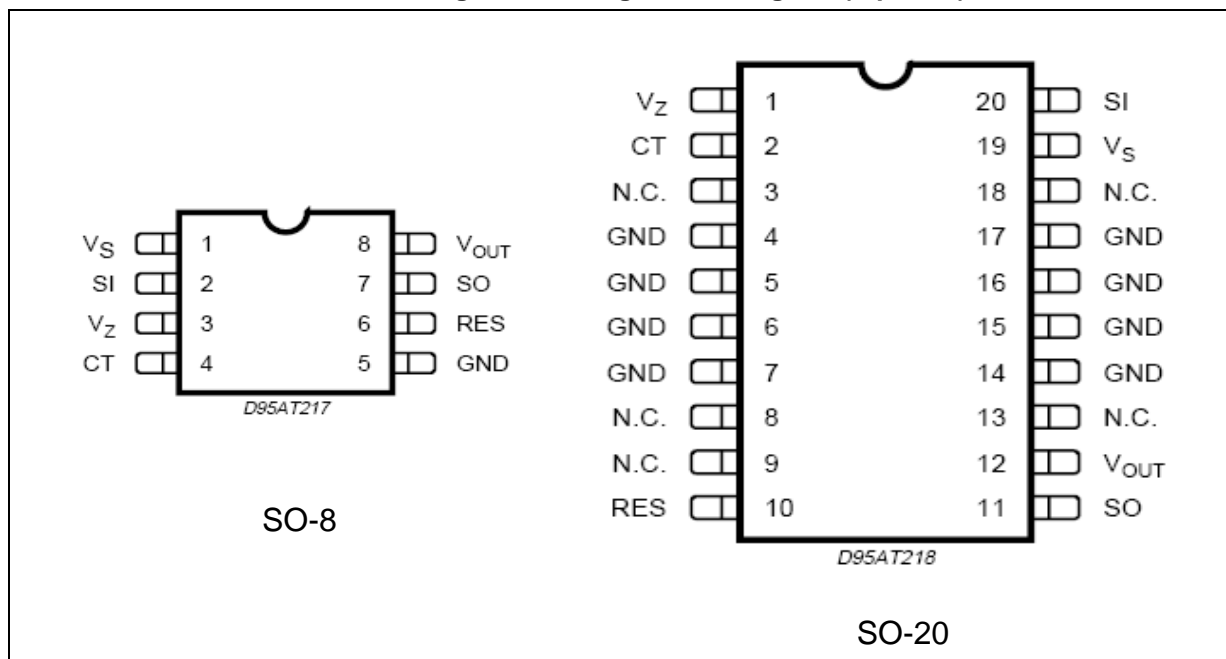 V_S 1 8 V_OUT
SI 2 7 SO
V_Z 3 6 RES
CT 4 5 GND
D95AT217
SO-8
V_Z 1 20 SI
CT 2 19 V_S
N.C. 3 18 N.C.
GND 4 17 GND
GND 5 16 GND
GND 6 15 GND
GND 7 14 GND
N.C. 8 13 N.C.
N.C. 9 12 V_OUT
RES 10 11 SO
D95AT218
SO-20